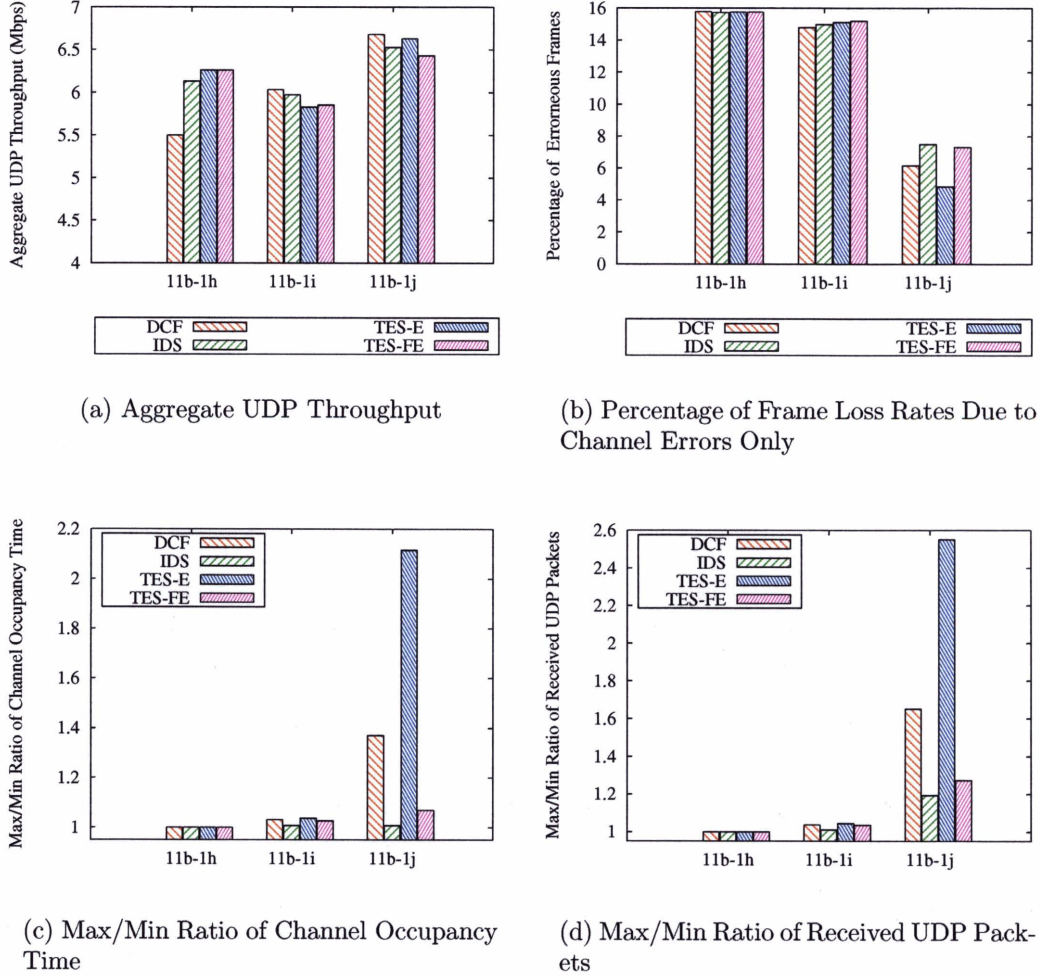 Aggregate UDP Throughput (Mbps)
7
6.5
6
5.5
5
4.5
4
11b-1h 11b-1i 11b-1j
DCF TES-E
IDS TES-FE
(a) Aggregate UDP Throughput
Percentage of Errorneous Frames
16
14
12
10
8
6
4
2
0
11b-1h 11b-1i 11b-1j
DCF TES-E
IDS TES-FE
(b) Percentage of Frame Loss Rates Due to
Channel Errors Only
Max/Min Ratio of Channel Occupancy Time
2.2
2
1.8
1.6
1.4
1.2
1
DCF
IDS
TES-E
TES-FE
11b-1h 11b-1i 11b-1j
(c) Max/Min Ratio of Channel Occupancy
Time
Max/Min Ratio of Received UDP Packets
2.6
2.4
2.2
2
1.8
1.6
1.4
1.2
1
DCF
IDS
TES-E
TES-FE
11b-1h 11b-1i 11b-1j
(d) Max/Min Ratio of Received UDP Pack-
ets